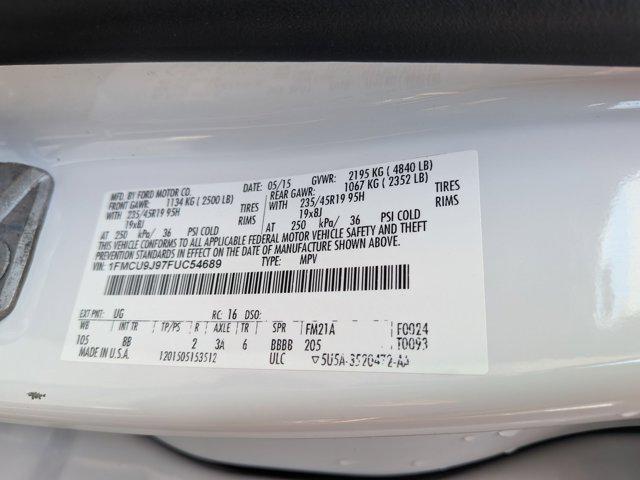 MFD. BY FORD MOTOR CO. DATE: 05/15 GVWR: 2195 KG ( 4840 LB)
FRONT GAWR: 1134 KG ( 2500 LB) REAR GAWR: 1067 KG ( 2352 LB)
WITH 235/45R19 95H TIRES WITH 235/45R19 95H TIRES
19x8J RIMS 19x8J RIMS
AT 250 kPa/ 36 PSI COLD AT 250 kPa/ 36 PSI COLD
THIS VEHICLE CONFORMS TO ALL APPLICABLE FEDERAL MOTOR VEHICLE SAFETY AND THEFT
PREVENTION STANDARDS IN EFFECT ON THE DATE OF MANUFACTURE SHOWN ABOVE.
VIN: 1FMCU9J97FUC54689 TYPE: MPV
EXT PNT: UG RC: 16 DSO:
WB INT TR TP/PS R AXLE TR SPR FM21A F0024
105 BB 2 3A 6 BBBB 205 T0093
MADE IN U.S.A. 1201505153512 ULC ▽5U5A-3520472-AA